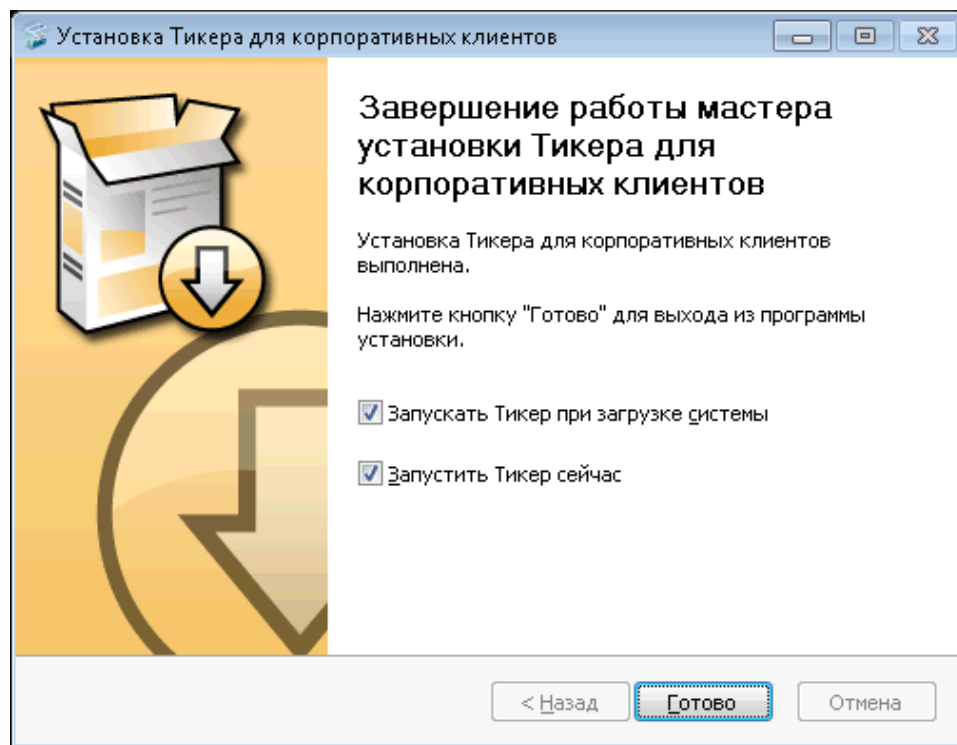 Установка Тикера для корпоративных клиентов
Завершение работы мастера
установки Тикера для
корпоративных клиентов
Установка Тикера для корпоративных клиентов
выполнена.
Нажмите кнопку "Готово" для выхода из программы
установки.
Запускать Тикер при загрузке системы
Запустить Тикер сейчас
< Назад
Готово
Отмена